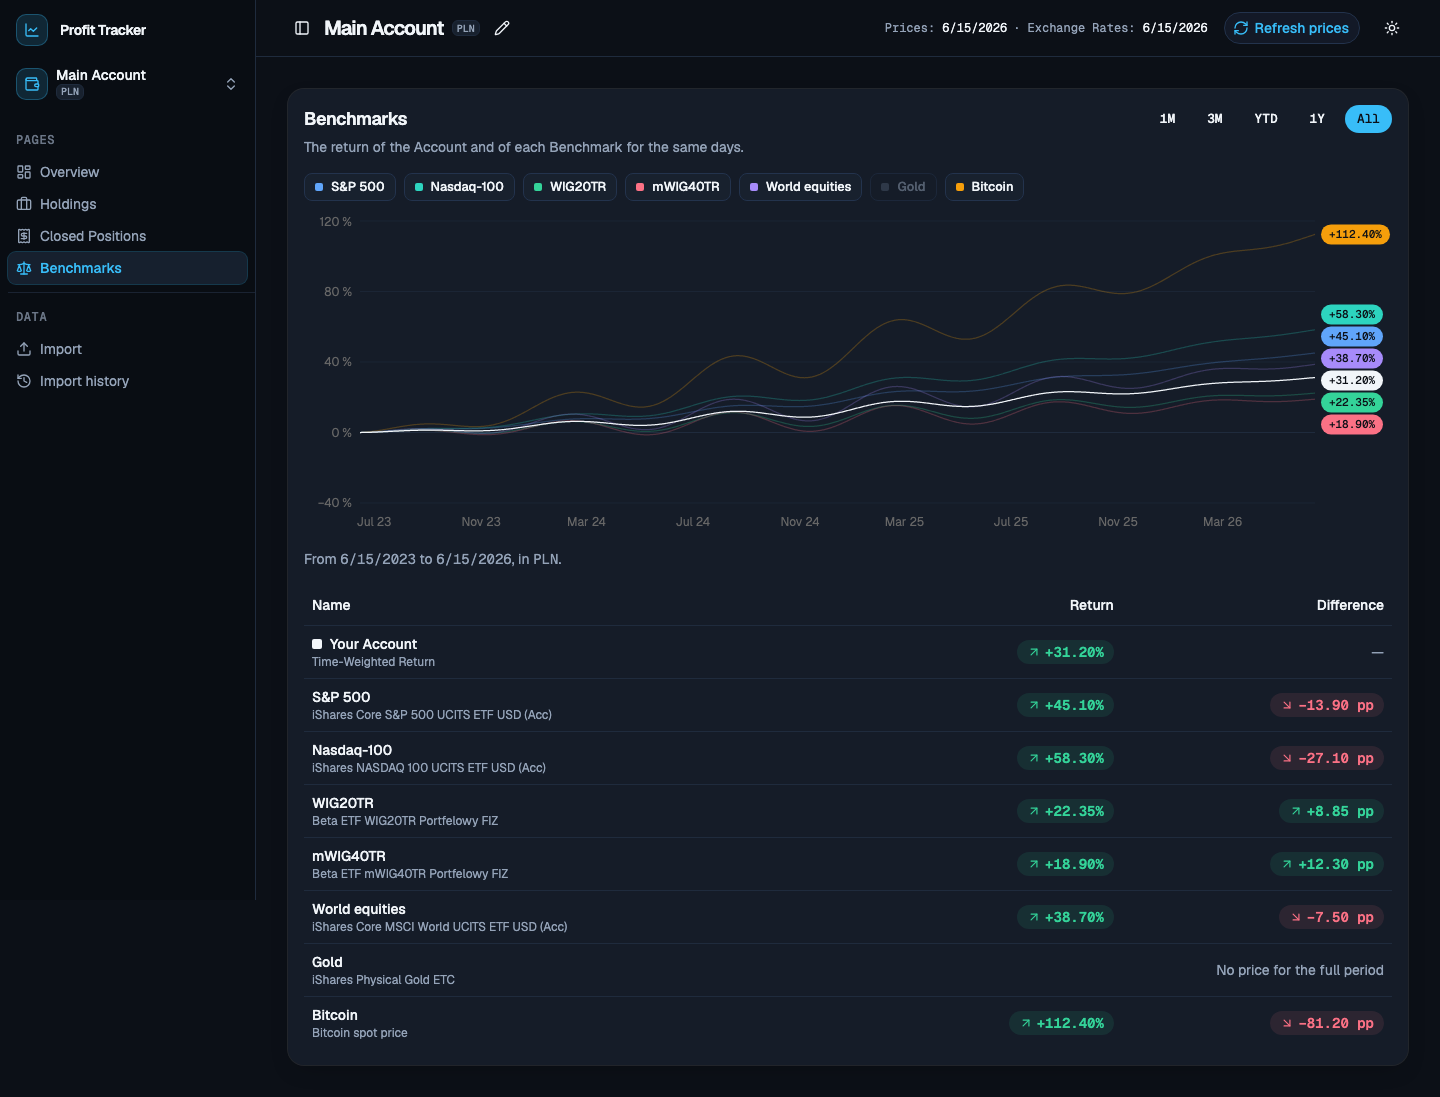 Profit Tracker
Main Account
PLN
PAGES
Overview
Holdings
Closed Positions
Benchmarks
DATA
Import
Import history
Main Account PLN
Prices: 6/15/2026 · Exchange Rates: 6/15/2026
Refresh prices
Benchmarks
1M 3M YTD 1Y All
The return of the Account and of each Benchmark for the same days.
S&P 500 Nasdaq-100 WIG20TR mWIG40TR World equities Gold Bitcoin
120 %
80 %
40 %
0 %
−40 %
+112.40%
+58.30%
+45.10%
+38.70%
+31.20%
+22.35%
+18.90%
Jul 23 Nov 23 Mar 24 Jul 24 Nov 24 Mar 25 Jul 25 Nov 25 Mar 26
From 6/15/2023 to 6/15/2026, in PLN.
Name Return Difference
Your Account
Time-Weighted Return
+31.20% —
S&P 500
iShares Core S&P 500 UCITS ETF USD (Acc)
+45.10% −13.90 pp
Nasdaq-100
iShares NASDAQ 100 UCITS ETF USD (Acc)
+58.30% −27.10 pp
WIG20TR
Beta ETF WIG20TR Portfelowy FIZ
+22.35% +8.85 pp
mWIG40TR
Beta ETF mWIG40TR Portfelowy FIZ
+18.90% +12.30 pp
World equities
iShares Core MSCI World UCITS ETF USD (Acc)
+38.70% −7.50 pp
Gold
iShares Physical Gold ETC
No price for the full period
Bitcoin
Bitcoin spot price
+112.40% −81.20 pp